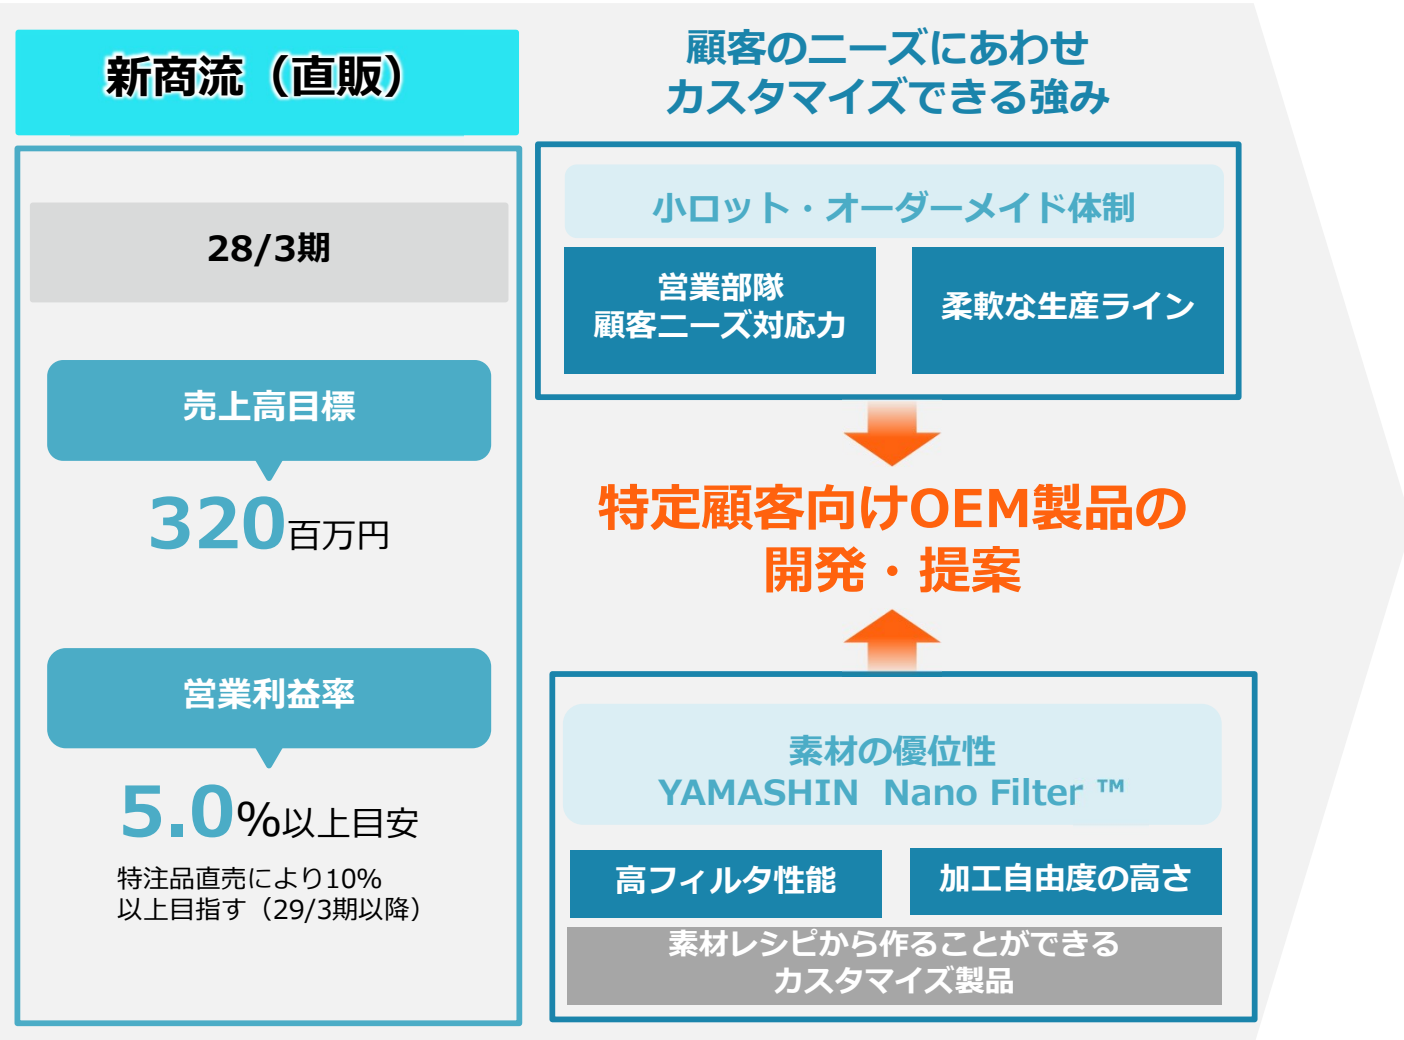 新商流（直販）
28/3期
売上高目標
320百万円
営業利益率
5.0%以上目安
特注品直売により10%
以上目指す（29/3期以降）
顧客のニーズにあわせ
カスタマイズできる強み
小ロット・オーダーメイド体制
営業部隊
顧客ニーズ対応力
柔軟な生産ライン
特定顧客向けOEM製品の
開発・提案
素材の優位性
YAMASHIN Nano Filter ™
高フィルタ性能
加工自由度の高さ
素材レシピから作ることができる
カスタマイズ製品